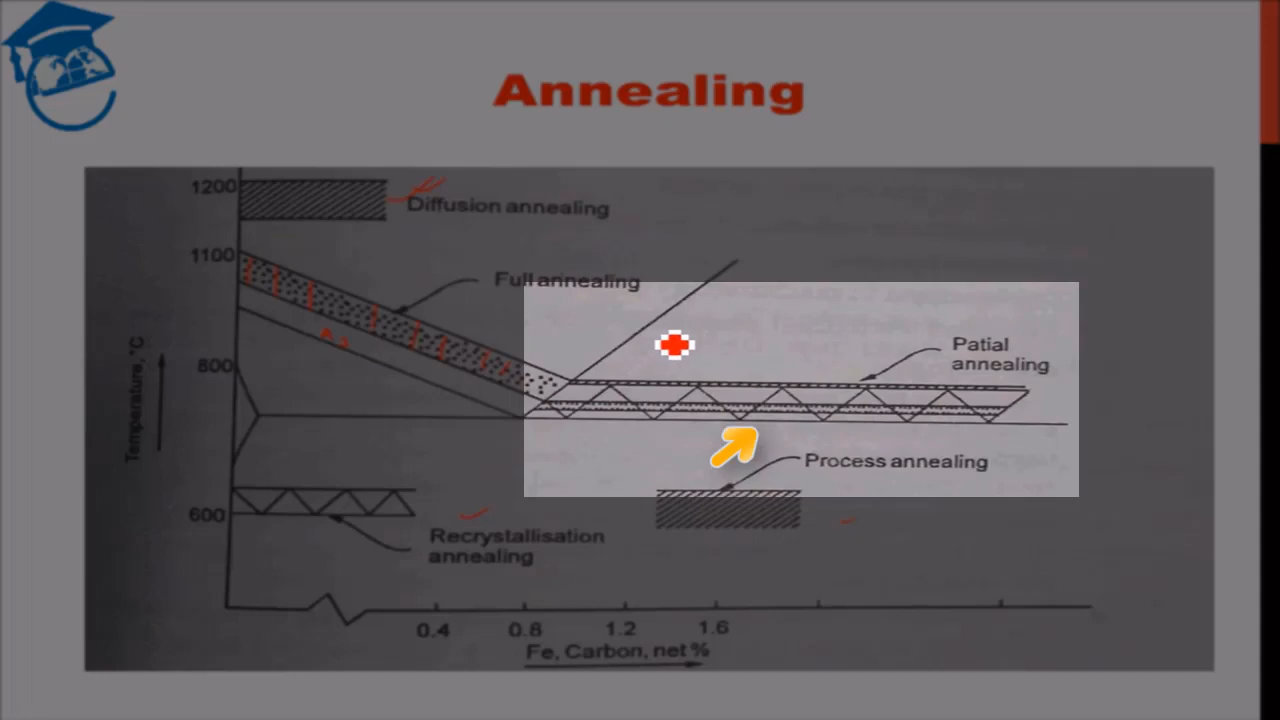 Annealing
1200
Diffusion annealing
1100
Full annealing
A3
Patial
annealing
800
Temperature, °C
Process annealing
600
Recrystallisation
annealing
0.4 0.8 1.2 1.6
Fe, Carbon, net %